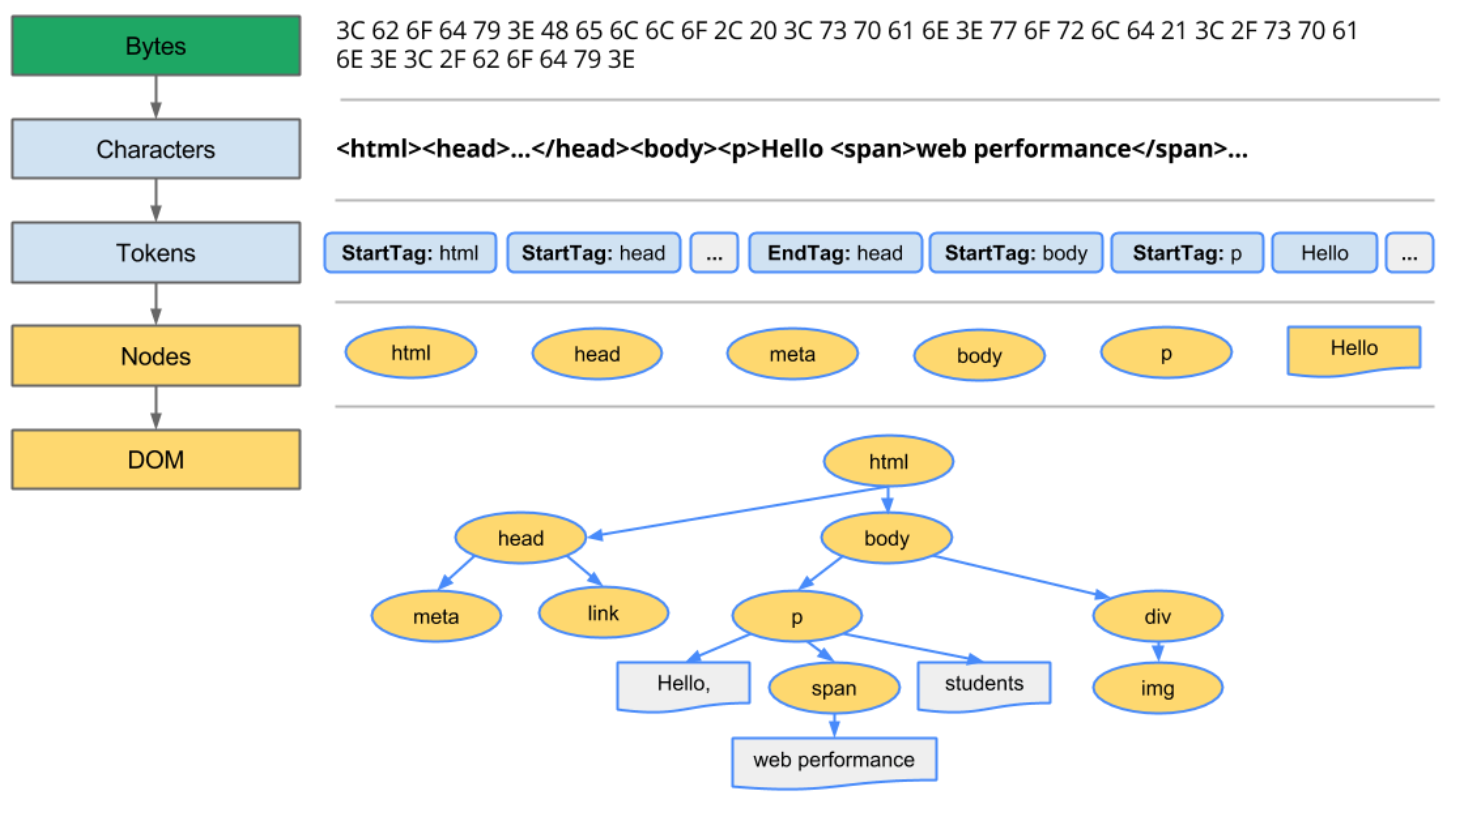 Bytes
3C 62 6F 64 79 3E 48 65 6C 6C 6F 2C 20 3C 73 70 61 6E 3E 77 6F 72 6C 64 21 3C 2F 73 70 61
6E 3E 3C 2F 62 6F 64 79 3E
Characters
<html><head>...</head><body><p>Hello <span>web performance</span>...
Tokens
StartTag: html
StartTag: head
...
EndTag: head
StartTag: body
StartTag: p
Hello
...
Nodes
html
head
meta
body
p
Hello
DOM
html
head
body
meta
link
p
div
Hello,
span
students
img
web performance